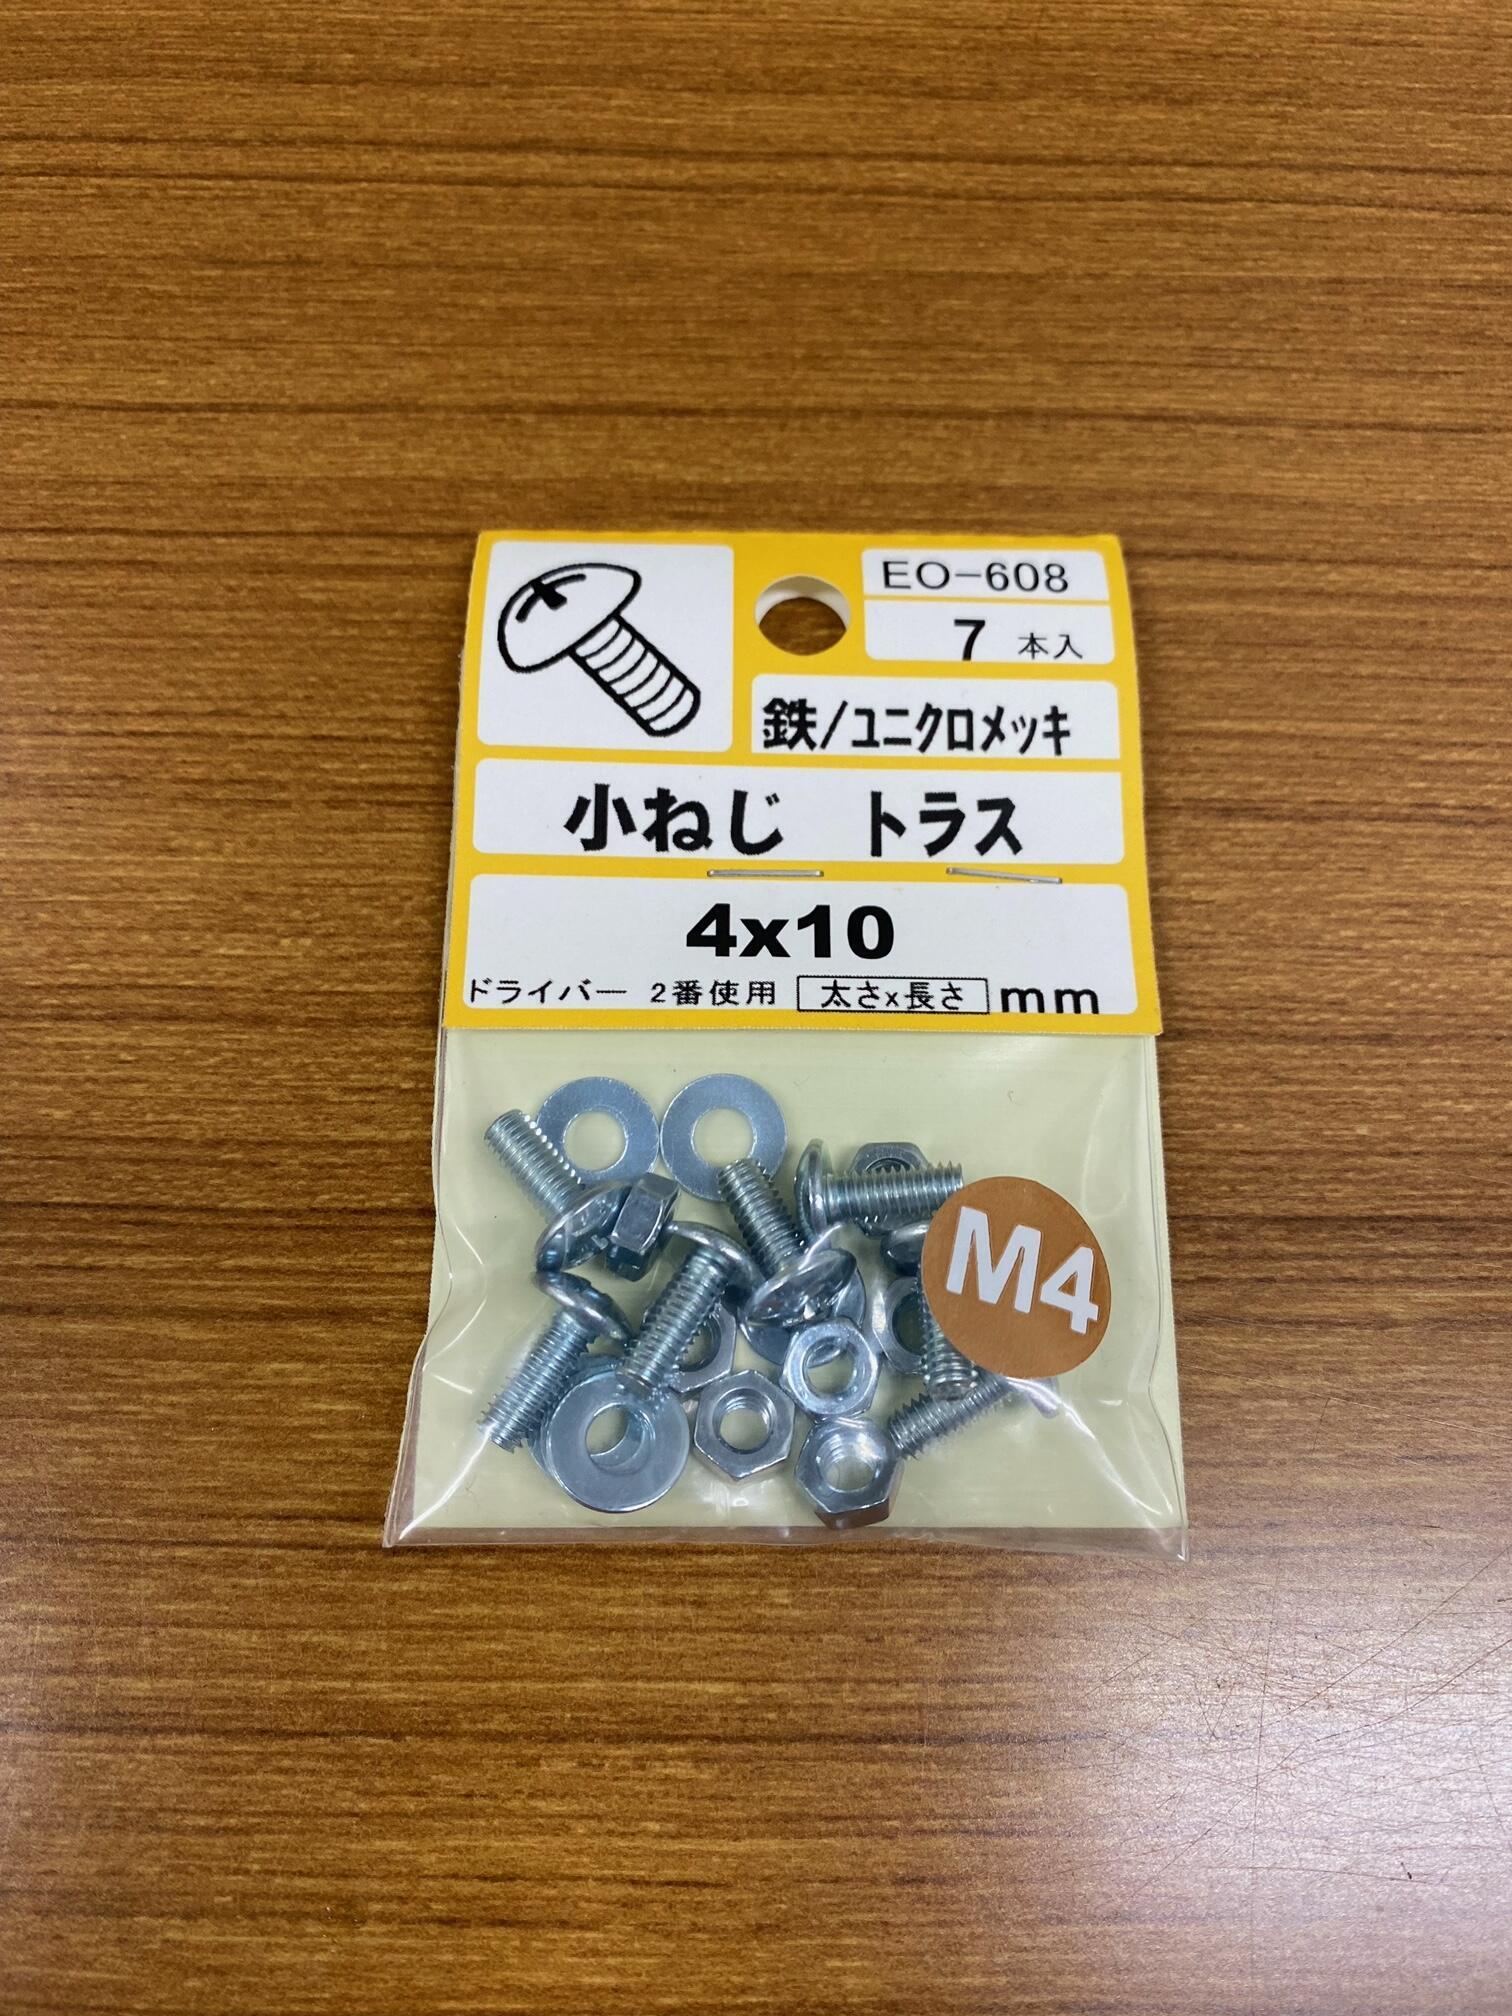 EO-608
7 本入
鉄/ユニクロメッキ
小ねじ トラス
4x10
ドライバー 2番使用 太さx長さ mm
M4